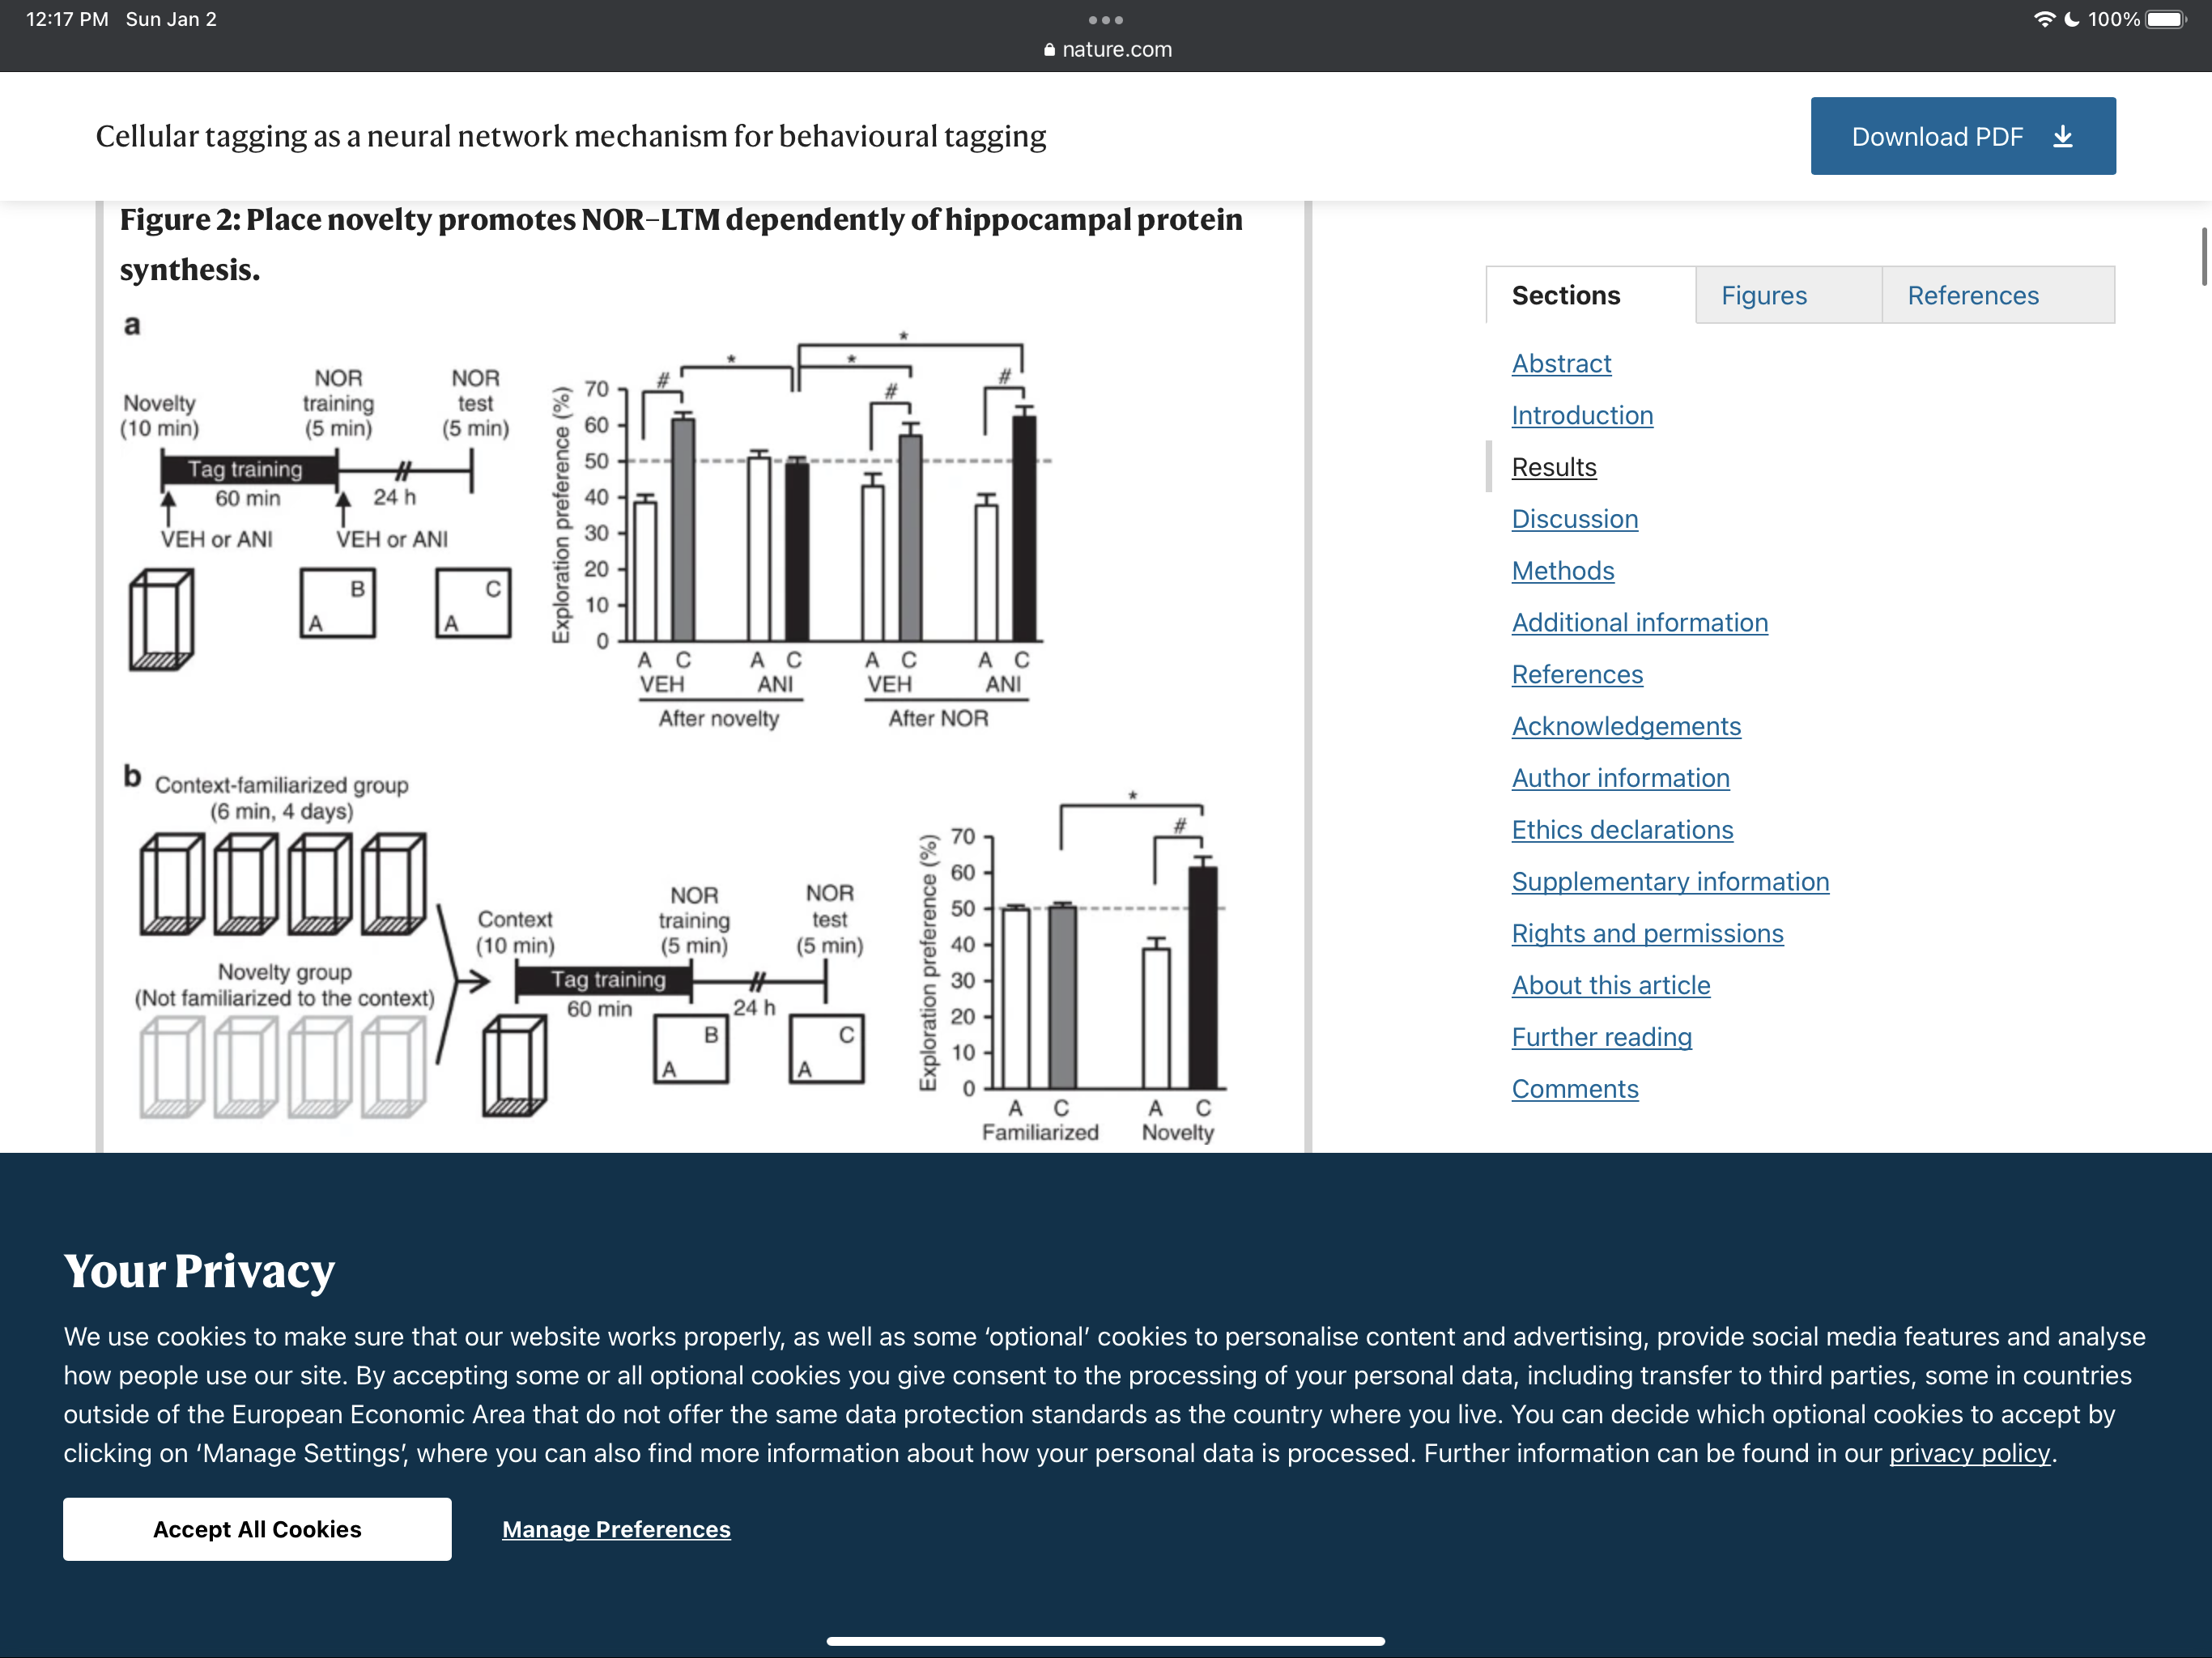 12:17 PM Sun Jan 2
100%
nature.com
Cellular tagging as a neural network mechanism for behavioural tagging
Download PDF
Figure 2: Place novelty promotes NOR–LTM dependently of hippocampal protein
synthesis.
a
Novelty
(10 min)
NOR
training
(5 min)
NOR
test
(5 min)
Tag training
60 min
24 h
VEH or ANI
VEH or ANI
A
B
A
C
Exploration preference (%)
70
60
50
40
30
20
10
0
#
*
*
#
*
#
A C A C A C A C
VEH ANI VEH ANI
After novelty After NOR
b
Context-familiarized group
(6 min, 4 days)
Novelty group
(Not familiarized to the context)
Context
(10 min)
NOR
training
(5 min)
NOR
test
(5 min)
Tag training
60 min
24 h
B
A
C
A
Exploration preference (%)
70
60
50
40
30
20
10
0
*
#
A C A C
Familiarized Novelty
Sections
Figures
References
Abstract
Introduction
Results
Discussion
Methods
Additional information
References
Acknowledgements
Author information
Ethics declarations
Supplementary information
Rights and permissions
About this article
Further reading
Comments
Your Privacy
We use cookies to make sure that our website works properly, as well as some ‘optional’ cookies to personalise content and advertising, provide social media features and analyse
how people use our site. By accepting some or all optional cookies you give consent to the processing of your personal data, including transfer to third parties, some in countries
outside of the European Economic Area that do not offer the same data protection standards as the country where you live. You can decide which optional cookies to accept by
clicking on ‘Manage Settings’, where you can also find more information about how your personal data is processed. Further information can be found in our privacy policy.
Accept All Cookies
Manage Preferences